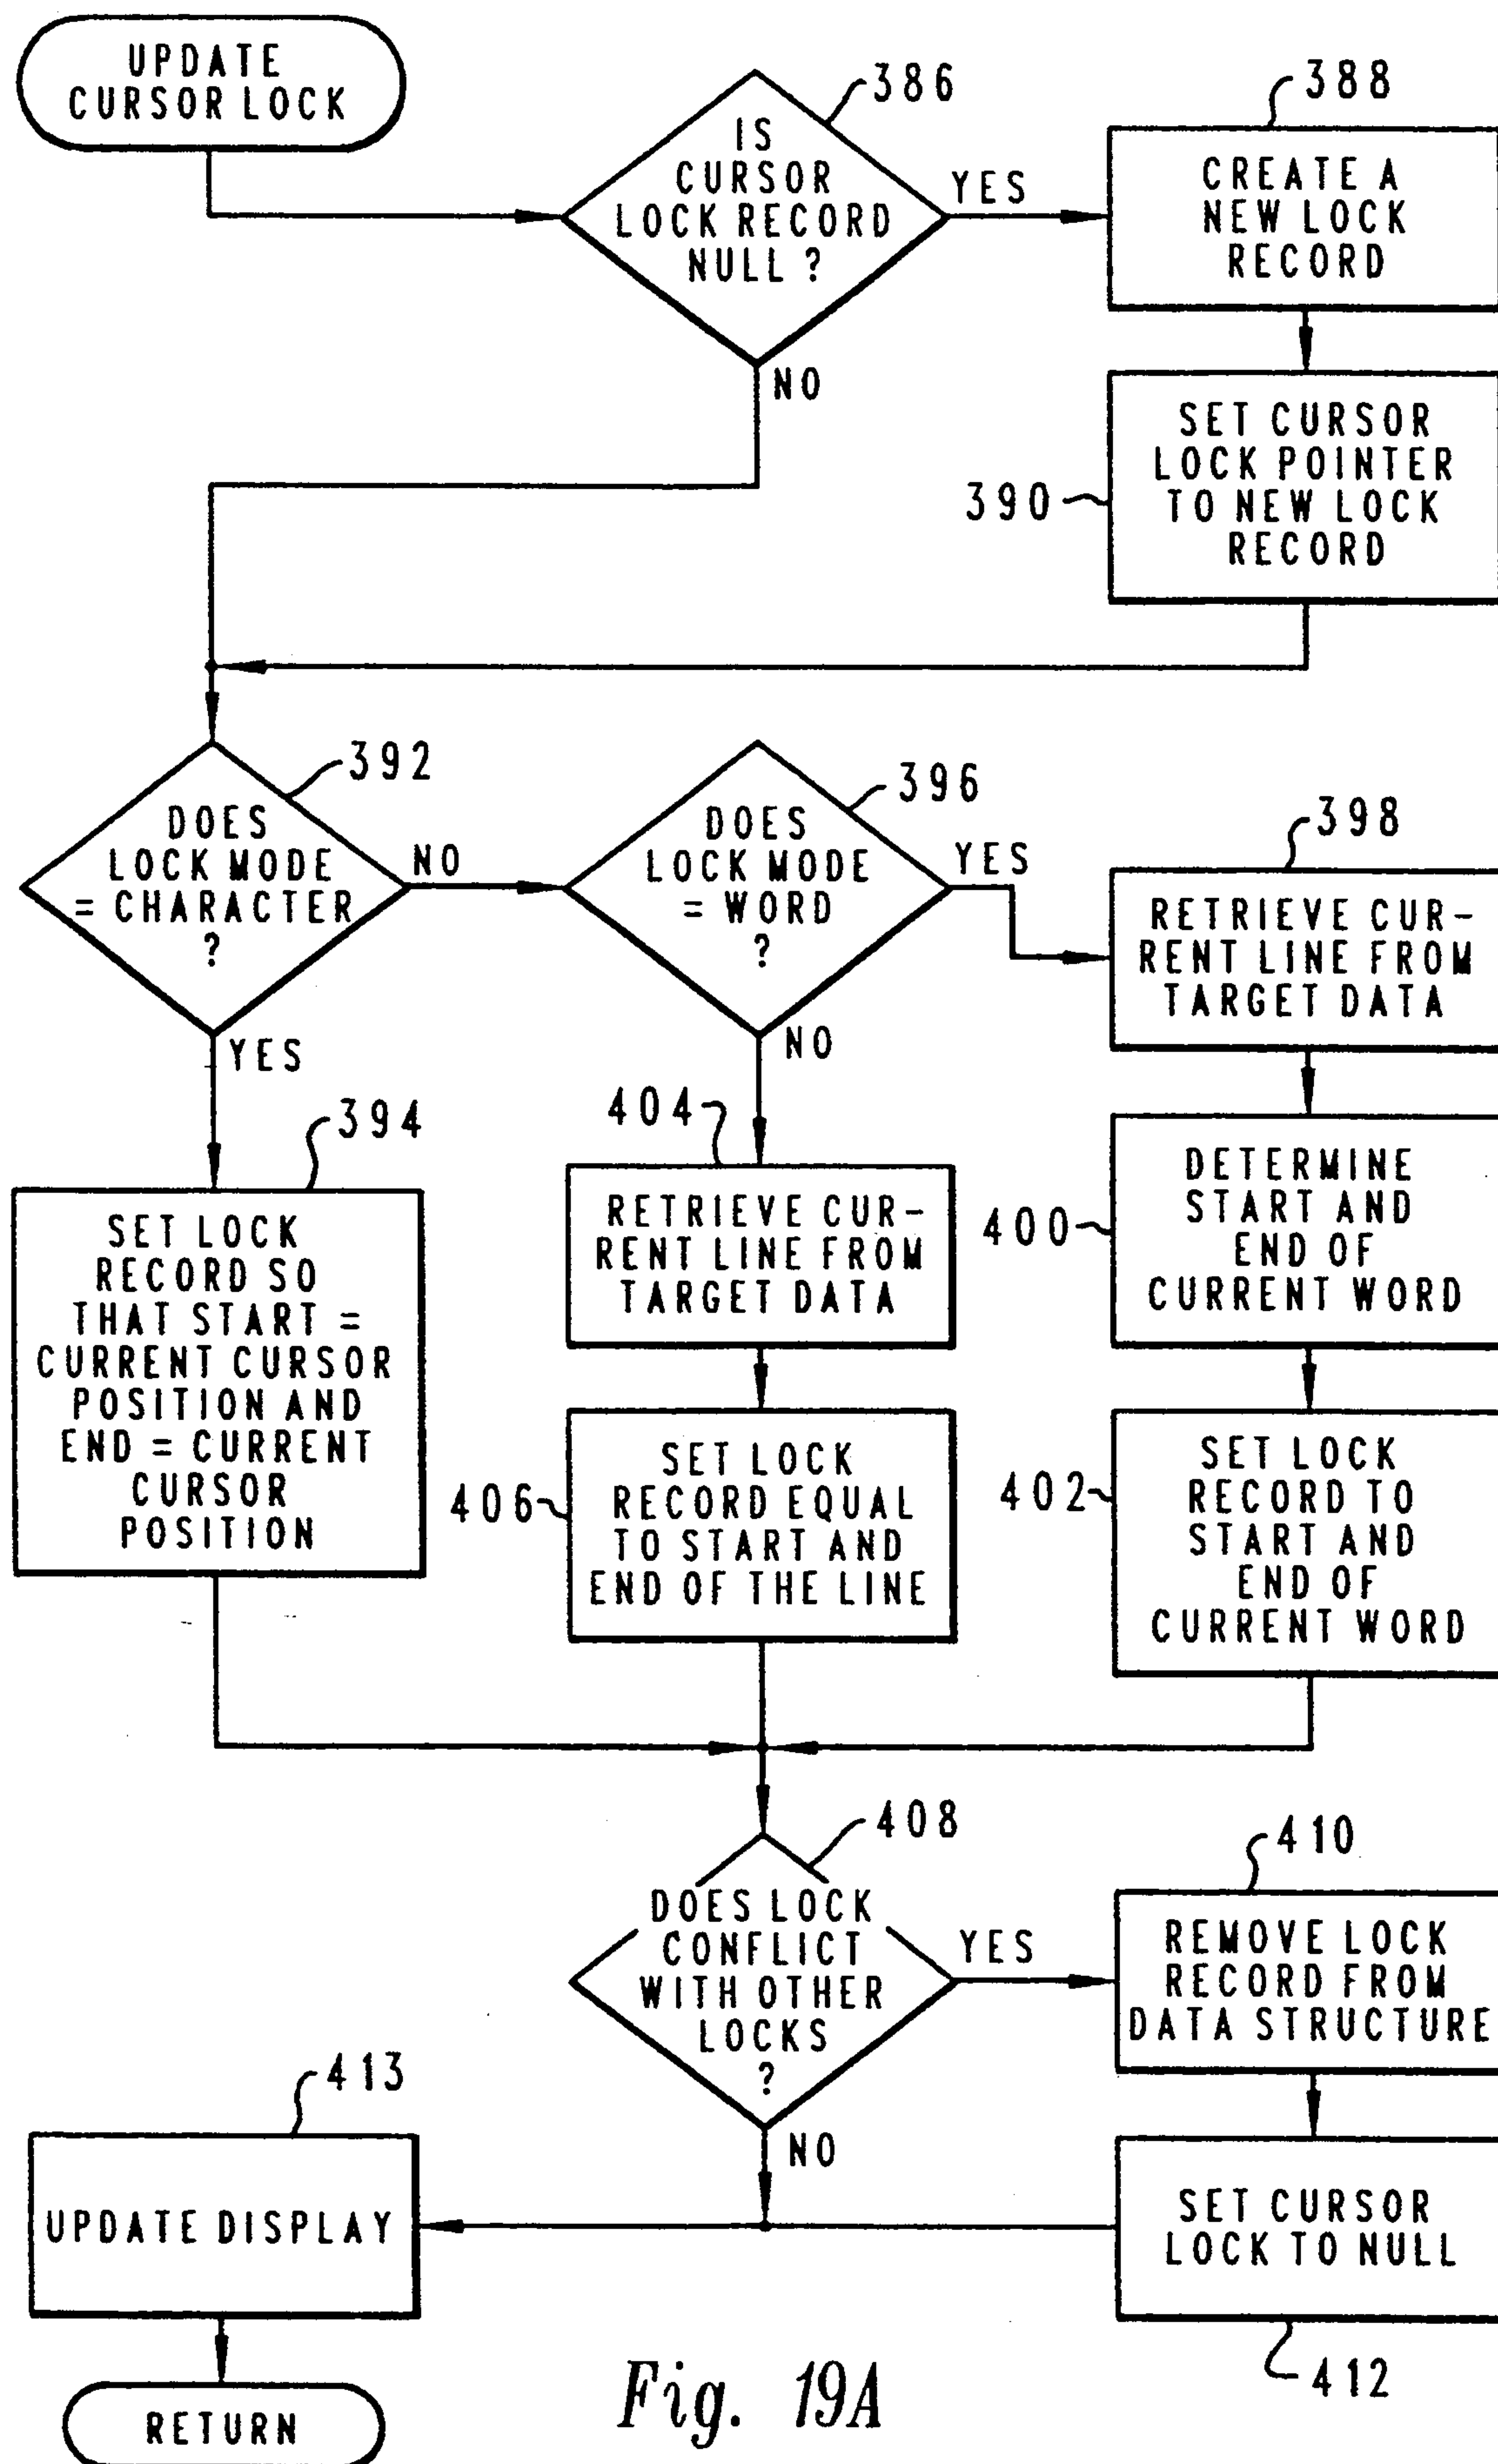 UPDATE
CURSOR LOCK
386
IS
CURSOR
LOCK RECORD
NULL ?
YES
NO
388
CREATE A
NEW LOCK
RECORD
390
SET CURSOR
LOCK POINTER
TO NEW LOCK
RECORD
392
DOES
LOCK MODE
= CHARACTER
?
NO
YES
396
DOES
LOCK MODE
= WORD
?
YES
NO
398
RETRIEVE CUR-
RENT LINE FROM
TARGET DATA
394
SET LOCK
RECORD SO
THAT START =
CURRENT CURSOR
POSITION AND
END = CURRENT
CURSOR
POSITION
404
RETRIEVE CUR-
RENT LINE FROM
TARGET DATA
400
DETERMINE
START AND
END OF
CURRENT WORD
406
SET LOCK
RECORD EQUAL
TO START AND
END OF THE LINE
402
SET LOCK
RECORD TO
START AND
END OF
CURRENT WORD
408
DOES LOCK
CONFLICT
WITH OTHER
LOCKS
?
YES
NO
410
REMOVE LOCK
RECORD FROM
DATA STRUCTURE
413
UPDATE DISPLAY
SET CURSOR
LOCK TO NULL
412
RETURN
Fig. 19A